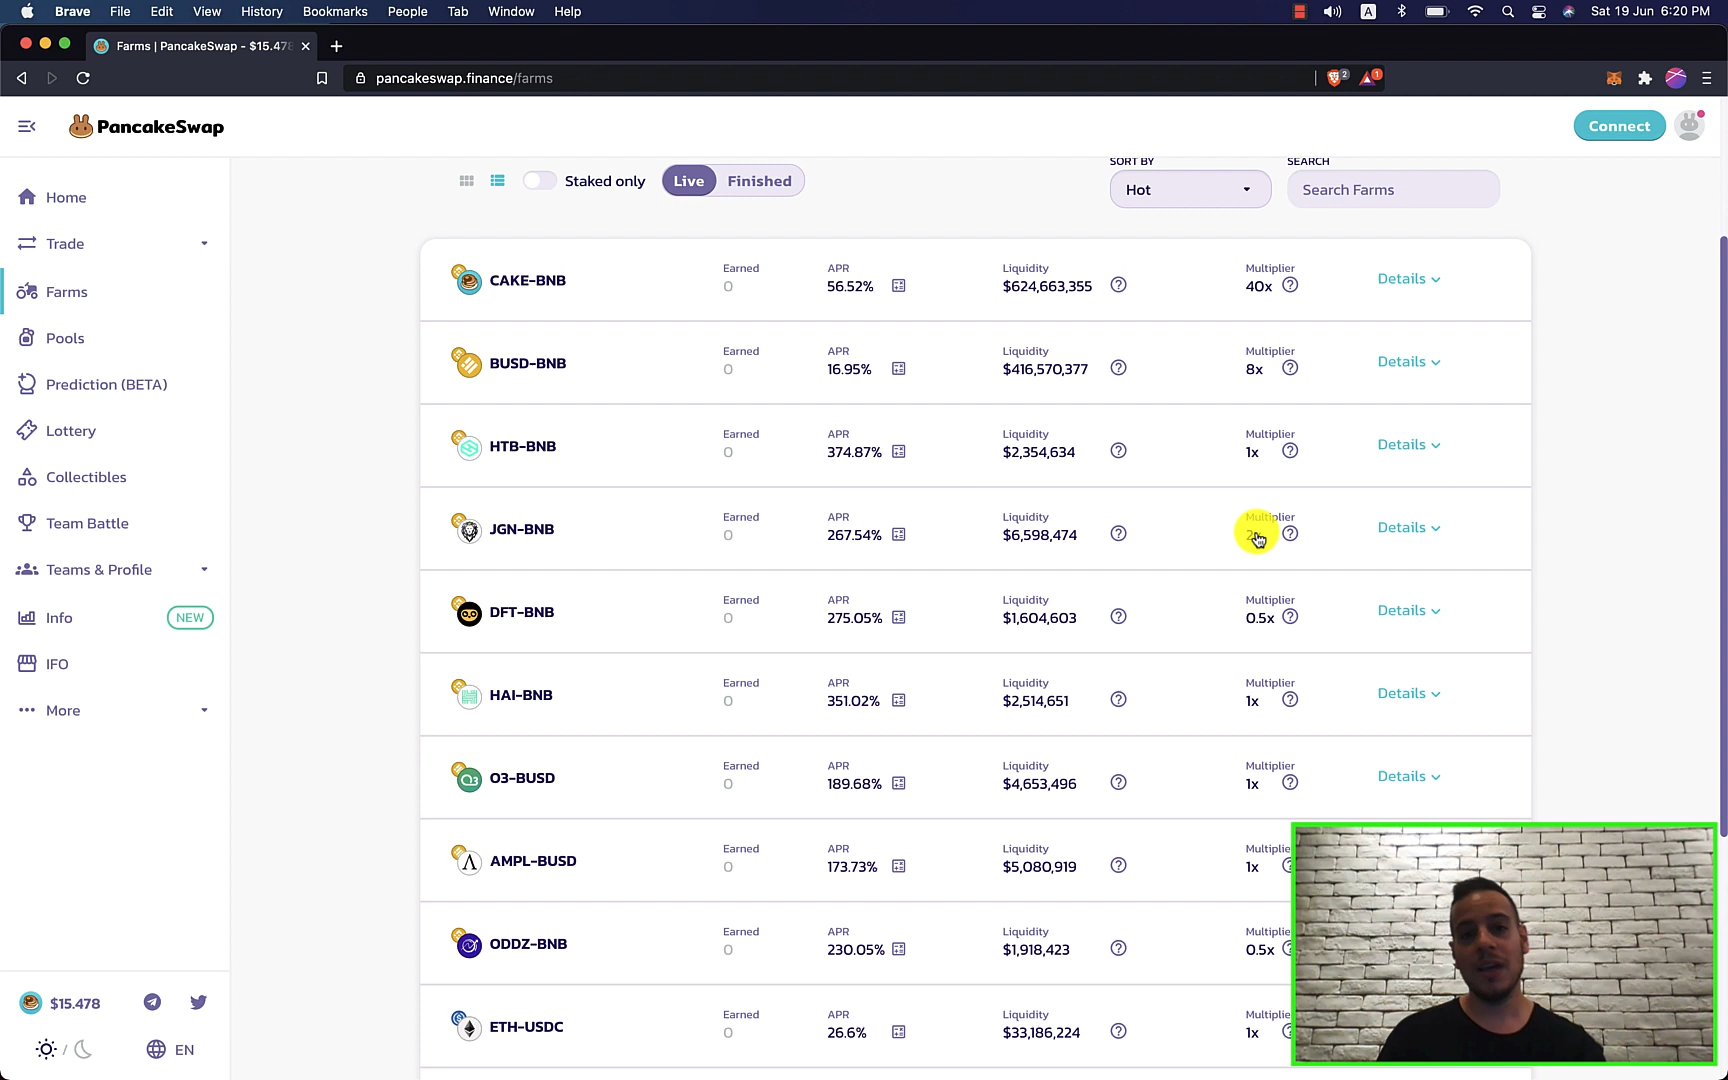 Brave File Edit View History Bookmarks People Tab Window Help A Sat 19 Jun 6:20 PM
Farms | PancakeSwap - $15.478
pancakeswap.finance/farms 2 1
PancakeSwap Connect
Home
Trade
Farms
Pools
Prediction (BETA)
Lottery
Collectibles
Team Battle
Teams & Profile
Info NEW
IFO
More
$15.478
/ EN
Staked only Live Finished
SORT BY
Hot
SEARCH
Search Farms
CAKE-BNB Earned 0 APR 56.52% Liquidity $624,663,355 Multiplier 40x Details
BUSD-BNB Earned 0 APR 16.95% Liquidity $416,570,377 Multiplier 8x Details
HTB-BNB Earned 0 APR 374.87% Liquidity $2,354,634 Multiplier 1x Details
JGN-BNB Earned 0 APR 267.54% Liquidity $6,598,474 Multiplier Details
DFT-BNB Earned 0 APR 275.05% Liquidity $1,604,603 Multiplier 0.5x Details
HAI-BNB Earned 0 APR 351.02% Liquidity $2,514,651 Multiplier 1x Details
O3-BUSD Earned 0 APR 189.68% Liquidity $4,653,496 Multiplier 1x Details
AMPL-BUSD Earned 0 APR 173.73% Liquidity $5,080,919 Multiplie 1x
ODDZ-BNB Earned 0 APR 230.05% Liquidity $1,918,423 Multiplie 0.5x
ETH-USDC Earned 0 APR 26.6% Liquidity $33,186,224 Multiplie 1x